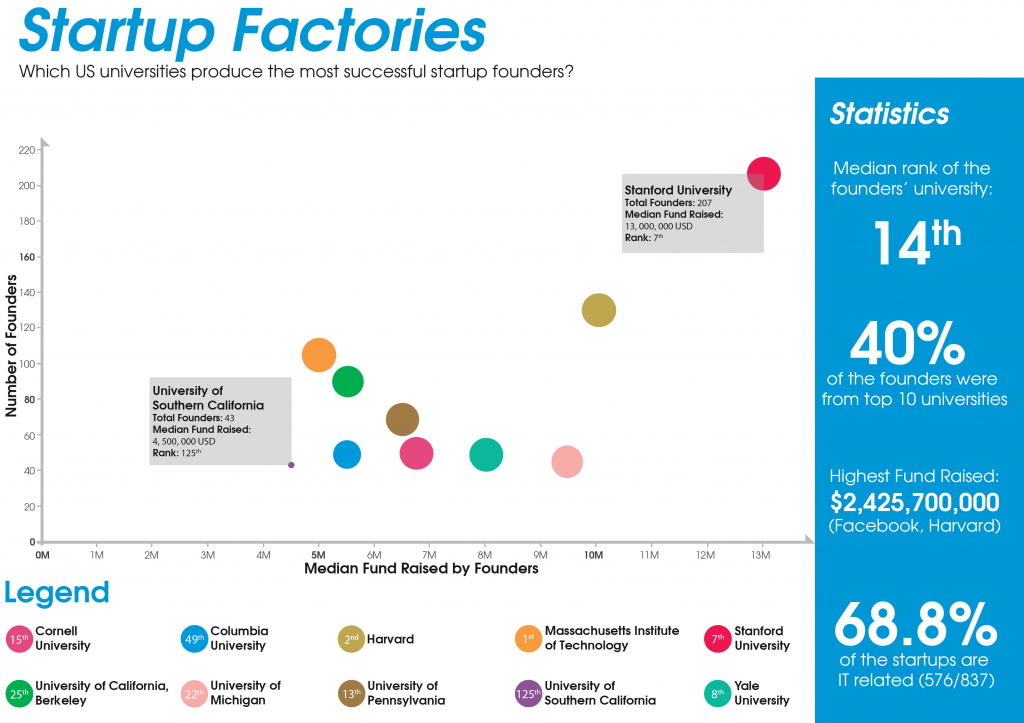 Startup Factories
Which US universities produce the most successful startup founders?
Number of Founders
220
200
180
160
140
120
100
80
60
40
20
0
0M
1M
2M
3M
4M
5M
6M
7M
8M
9M
10M
11M
12M
13M
Median Fund Raised by Founders
Stanford University
Total Founders: 207
Median Fund Raised:
13, 000, 000 USD
Rank: 7th
University of
Southern California
Total Founders: 43
Median Fund Raised:
4, 500, 000 USD
Rank: 125th
Legend
15th
Cornell
University
49th
Columbia
University
2nd
Harvard
1st
Massachusetts Institute
of Technology
7th
Stanford
University
25th
University of California,
Berkeley
22nd
University of
Michigan
13th
University of
Pennsylvania
125th
University of
Southern California
8th
Yale
University
Statistics
Median rank of the
founders’ university:
14th
40%
of the founders were
from top 10 universities
Highest Fund Raised:
$2,425,700,000
(Facebook, Harvard)
68.8%
of the startups are
IT related (576/837)